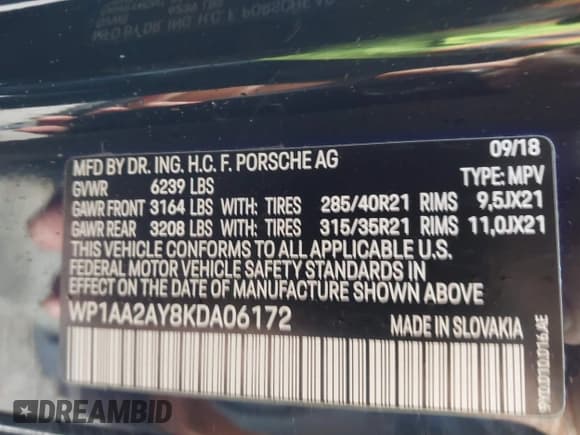 09/18
MFD BY DR. ING. H.C. F. PORSCHE AG
GVWR 6239 LBS TYPE: MPV
GAWR FRONT 3164 LBS WITH: TIRES 285/40R21 RIMS 9,5JX21
GAWR REAR 3208 LBS WITH: TIRES 315/35R21 RIMS 11,0JX21
THIS VEHICLE CONFORMS TO ALL APPLICABLE U.S.
FEDERAL MOTOR VEHICLE SAFETY STANDARDS IN
EFFECT ON THE DATE OF MANUFACTURE SHOWN ABOVE.
WP1AA2AY8KDA06172 MADE IN SLOVAKIA
DREAMBID